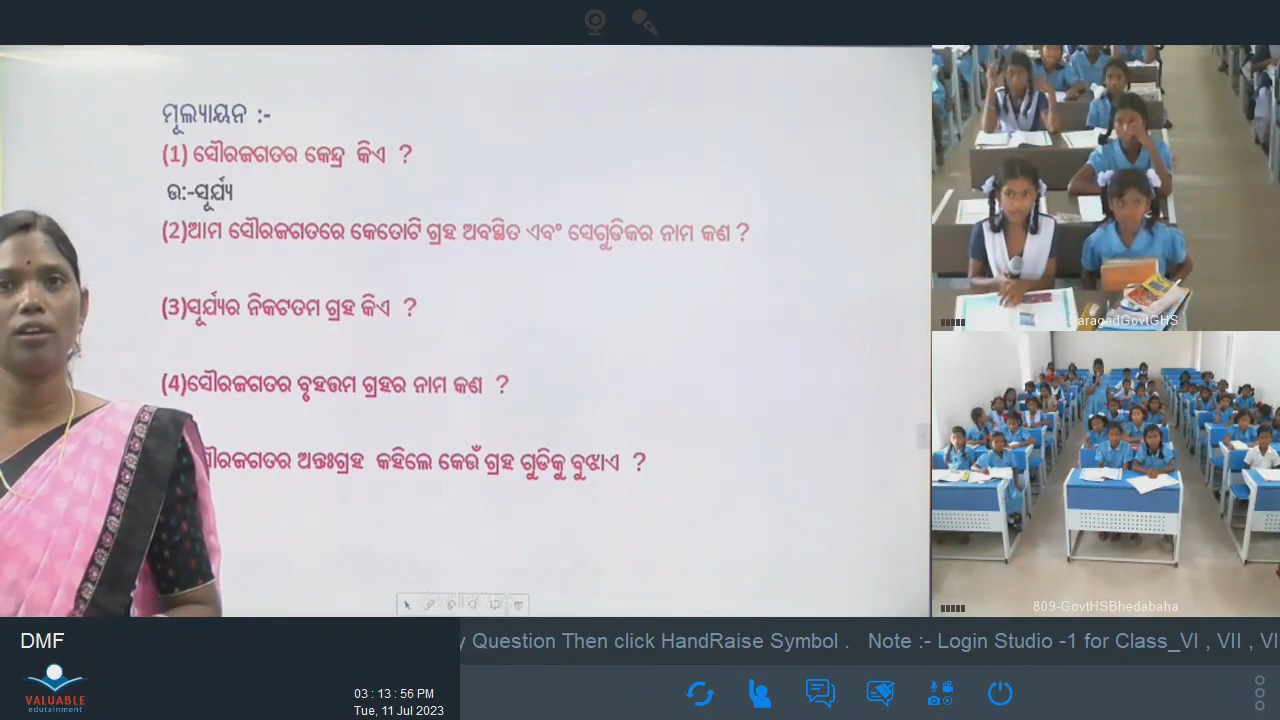 ମୂଲ୍ୟାୟନ :-
(1) ସୌରଜଗତର କେନ୍ଦ୍ର କିଏ ?
ଉ:-ସୂର୍ଯ୍ୟ
(2)ଆମ ସୌରଜଗତରେ କେତୋଟି ଗ୍ରହ ଅବସ୍ଥିତ ଏବଂ ସେଗୁଡିକର ନାମ କଣ ?
(3)ସୂର୍ଯ୍ୟର ନିକଟତମ ଗ୍ରହ କିଏ ?
(4)ସୌରଜଗତର ବୃହତ୍ତମ ଗ୍ରହର ନାମ କଣ ?
ସୌରଜଗତର ଅନ୍ତଃଗ୍ରହ କହିଲେ କେଉଁ ଗ୍ରହ ଗୁଡିକୁ ବୁଝାଏ ?
809-GovtHSBhedabaha
DMF
y Question Then click HandRaise Symbol . Note :- Login Studio -1 for Class_VI , VII , VI
VALUABLE
edutainment
03 : 13 : 56 PM
Tue, 11 Jul 2023